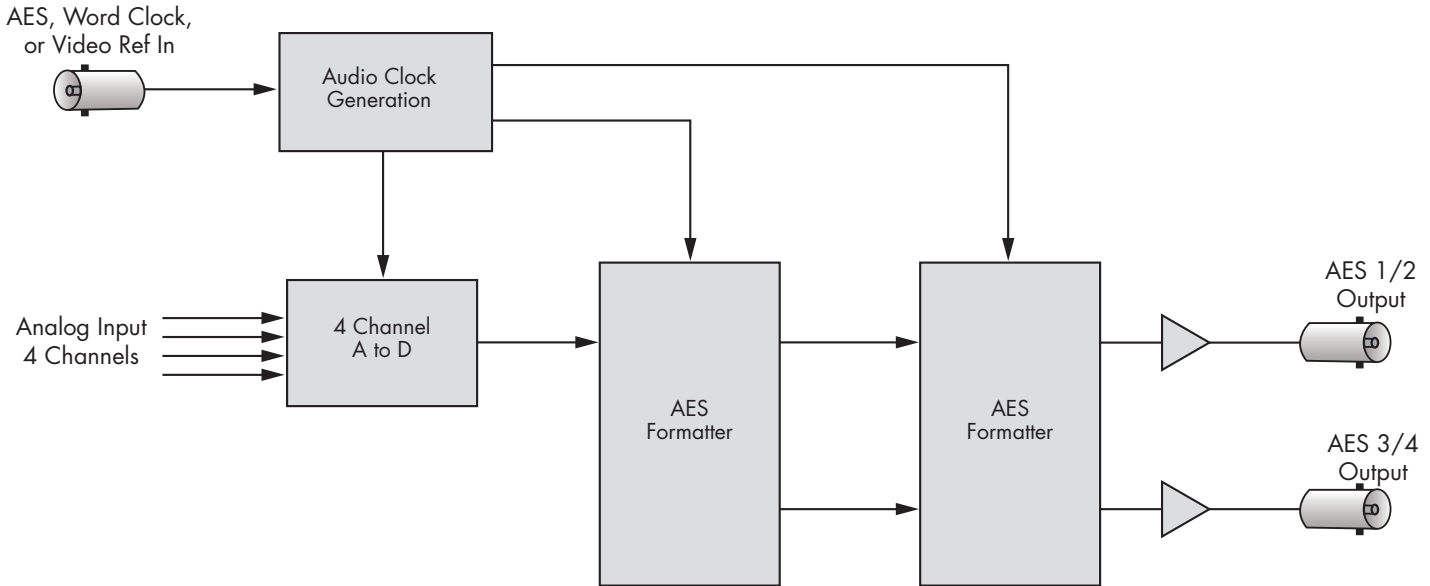 AES, Word Clock,
or Video Ref In
Audio Clock
Generation
Analog Input
4 Channels
4 Channel
A to D
AES
Formatter
AES
Formatter
AES 1/2
Output
AES 3/4
Output